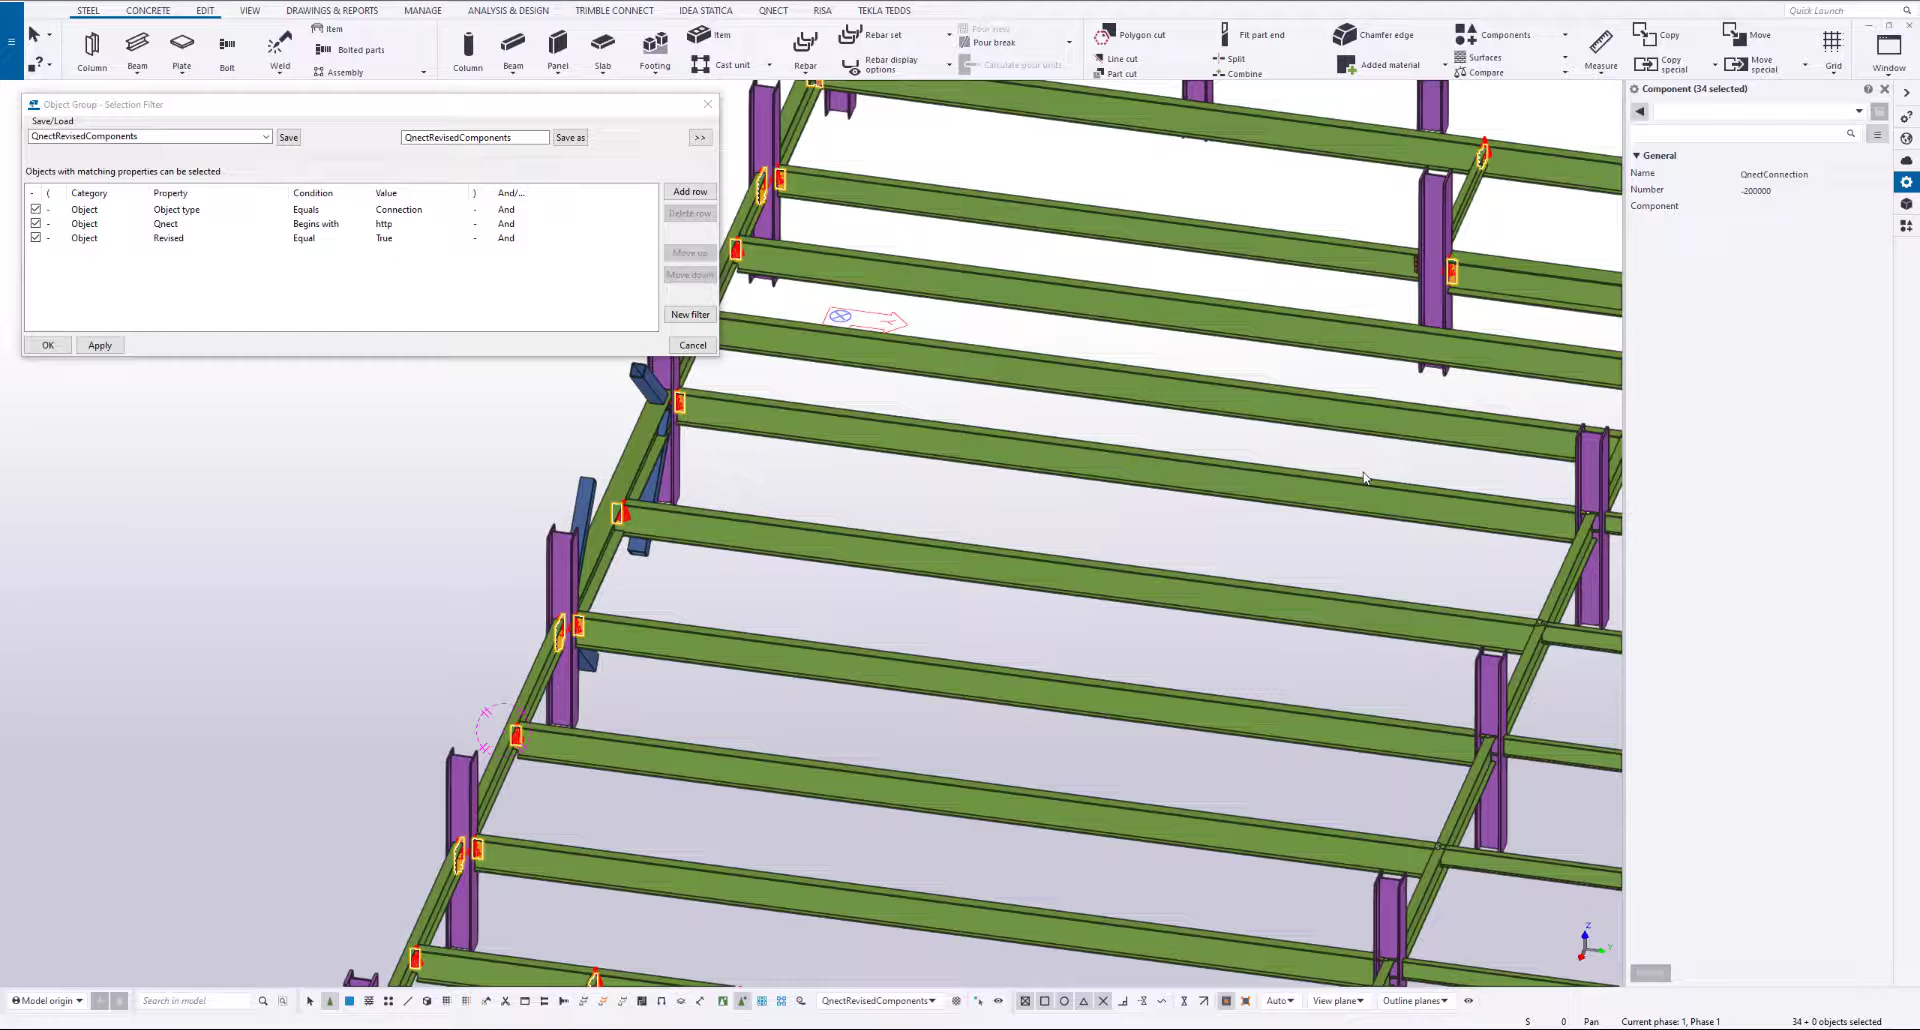 STEEL CONCRETE EDIT VIEW DRAWINGS & REPORTS MANAGE ANALYSIS & DESIGN TRIMBLE CONNECT IDEA STATICA QNECT RISA TEKLA TEDDS Quick Launch
Column Beam Plate Bolt Weld
Item
Bolted parts
Assembly
Column Beam Panel Slab Footing
Item
Cast unit
Rebar
Rebar set
Rebar display options
Pour view
Pour break
Calculate pour units
Polygon cut
Line cut
Part cut
Fit part end
Split
Combine
Chamfer edge
Added material
Components
Surfaces
Compare
Measure
Copy
Copy special
Move
Move special
Grid
Window
Object Group - Selection Filter
Save/Load
QnectRevisedComponents Save QnectRevisedComponents Save as >>
Objects with matching properties can be selected
- ( Category Property Condition Value ) And/...
- Object Object type Equals Connection - And
- Object Qnect Begins with http - And
- Object Revised Equal True - And
Add row
Delete row
Move up
Move down
New filter
OK Apply Cancel
Component (34 selected)
General
Name QnectConnection
Number -200000
Component
Z
Y
Model origin Search in model QnectRevisedComponents Auto View plane Outline planes
S 0 Pan Current phase: 1, Phase 1 34 + 0 objects selected